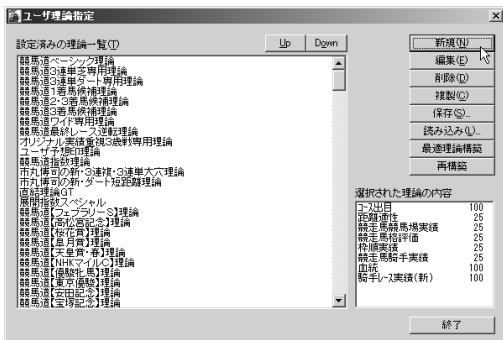 ユーザ理論指定
設定済みの理論一覧(T)
Up
Down
競馬道ベーシック理論
競馬道3連単芝専用理論
競馬道3連単ダート専用理論
競馬道1着馬候補理論
競馬道2・3着馬候補理論
競馬道3着馬候補理論
競馬道ワイド専用理論
競馬道最終レース逆転理論
オリジナル実績重視3歳戦専用理論
ユーザ予想印理論
競馬道指数理論
市丸博司の新・3連複・3連単大穴理論
市丸博司の新・ダート短距離理論
直結理論GT
展開指数スペシャル
競馬道【フェブラリーS】理論
競馬道【高松宮記念】理論
競馬道【桜花賞】理論
競馬道【皐月賞】理論
競馬道【天皇賞・春】理論
競馬道【NHKマイルC】理論
競馬道【優駿牝馬】理論
競馬道【東京優駿】理論
競馬道【安田記念】理論
競馬道【宝塚記念】理論
新規(N)
編集(E)
削除(D)
複製(C)
保存(S)...
読み込み(L)...
最適理論構築
再構築
選択された理論の内容
コース出目 100
距離適性 25
競走馬競馬場実績 25
競走馬格評価 25
枠順実績 25
競走馬騎手実績 25
血統 100
騎手レース実績(新) 100
終了